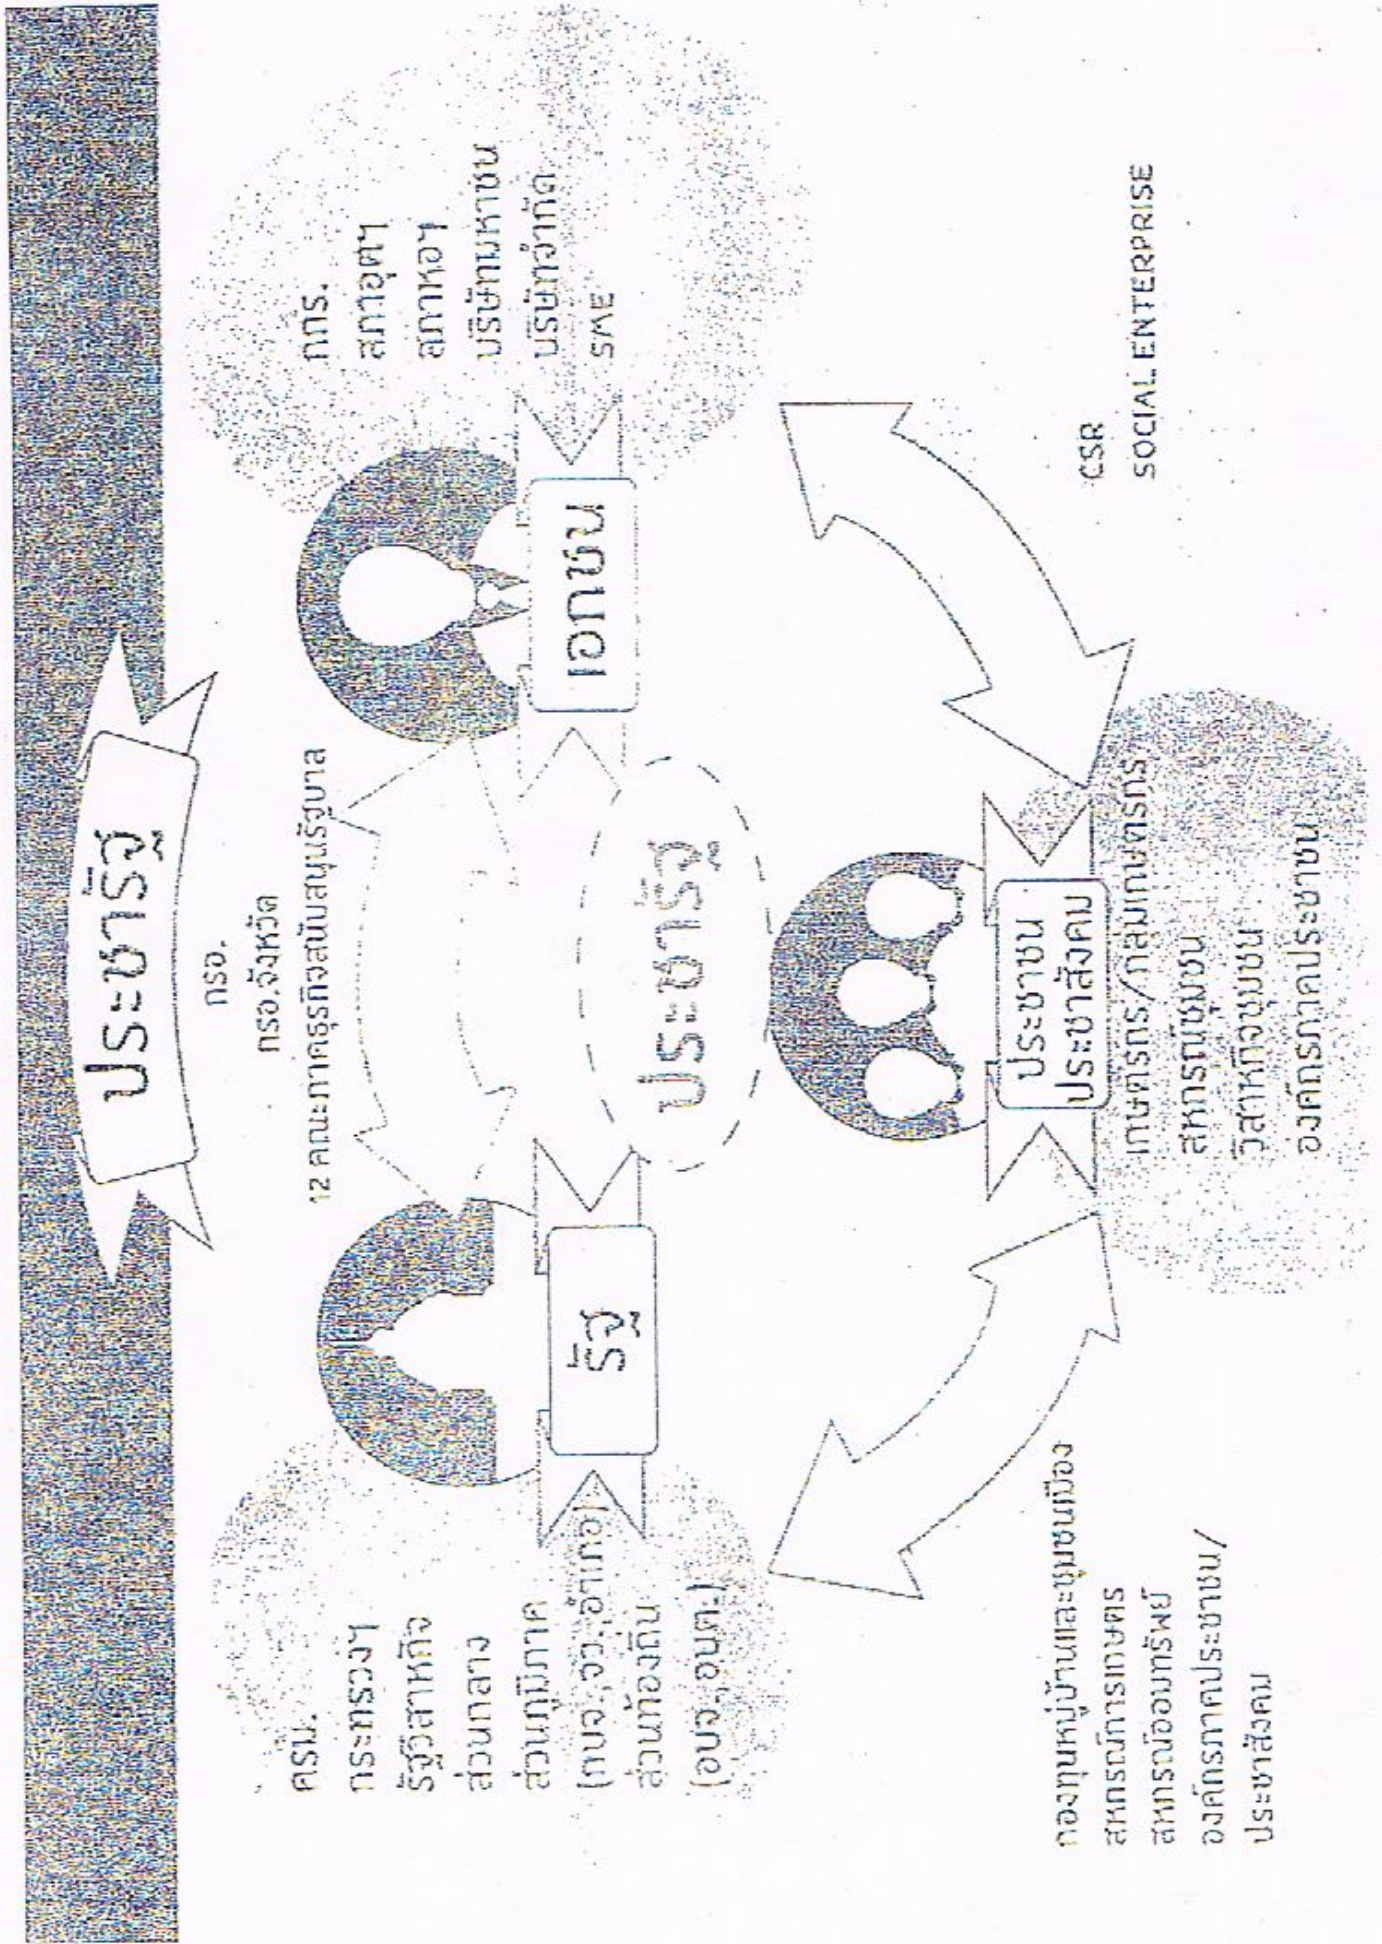 ประชารัฐ
กรอ.
กรอ.จังหวัด
12 คณะภาคธุรกิจสนับสนุนรัฐบาล
ครม.
กระทรวงฯ
รัฐวิสาหกิจ
ส่วนกลาง
ส่วนภูมิภาค
(กบจ.,จว.,อำเภอ)
ส่วนท้องถิ่น
(อบจ.,อบต.)
รัฐ
ประชารัฐ
เอกชน
กกร.
สภาอุตฯ
สภาหอฯ
บริษัทมหาชน
บริษัทจำกัด
SME
ประชาชน
ประชาสังคม
เกษตรกร/กลุ่มเกษตรกร
สหกรณ์ชุมชน
วิสาหกิจชุมชน
องค์กรภาคประชาชน
กองทุนหมู่บ้านและชุมชนเมือง
สหกรณ์การเกษตร
สหกรณ์ออมทรัพย์
องค์กรภาคประชาชน/
ประชาสังคม
CSR
SOCIAL ENTERPRISE